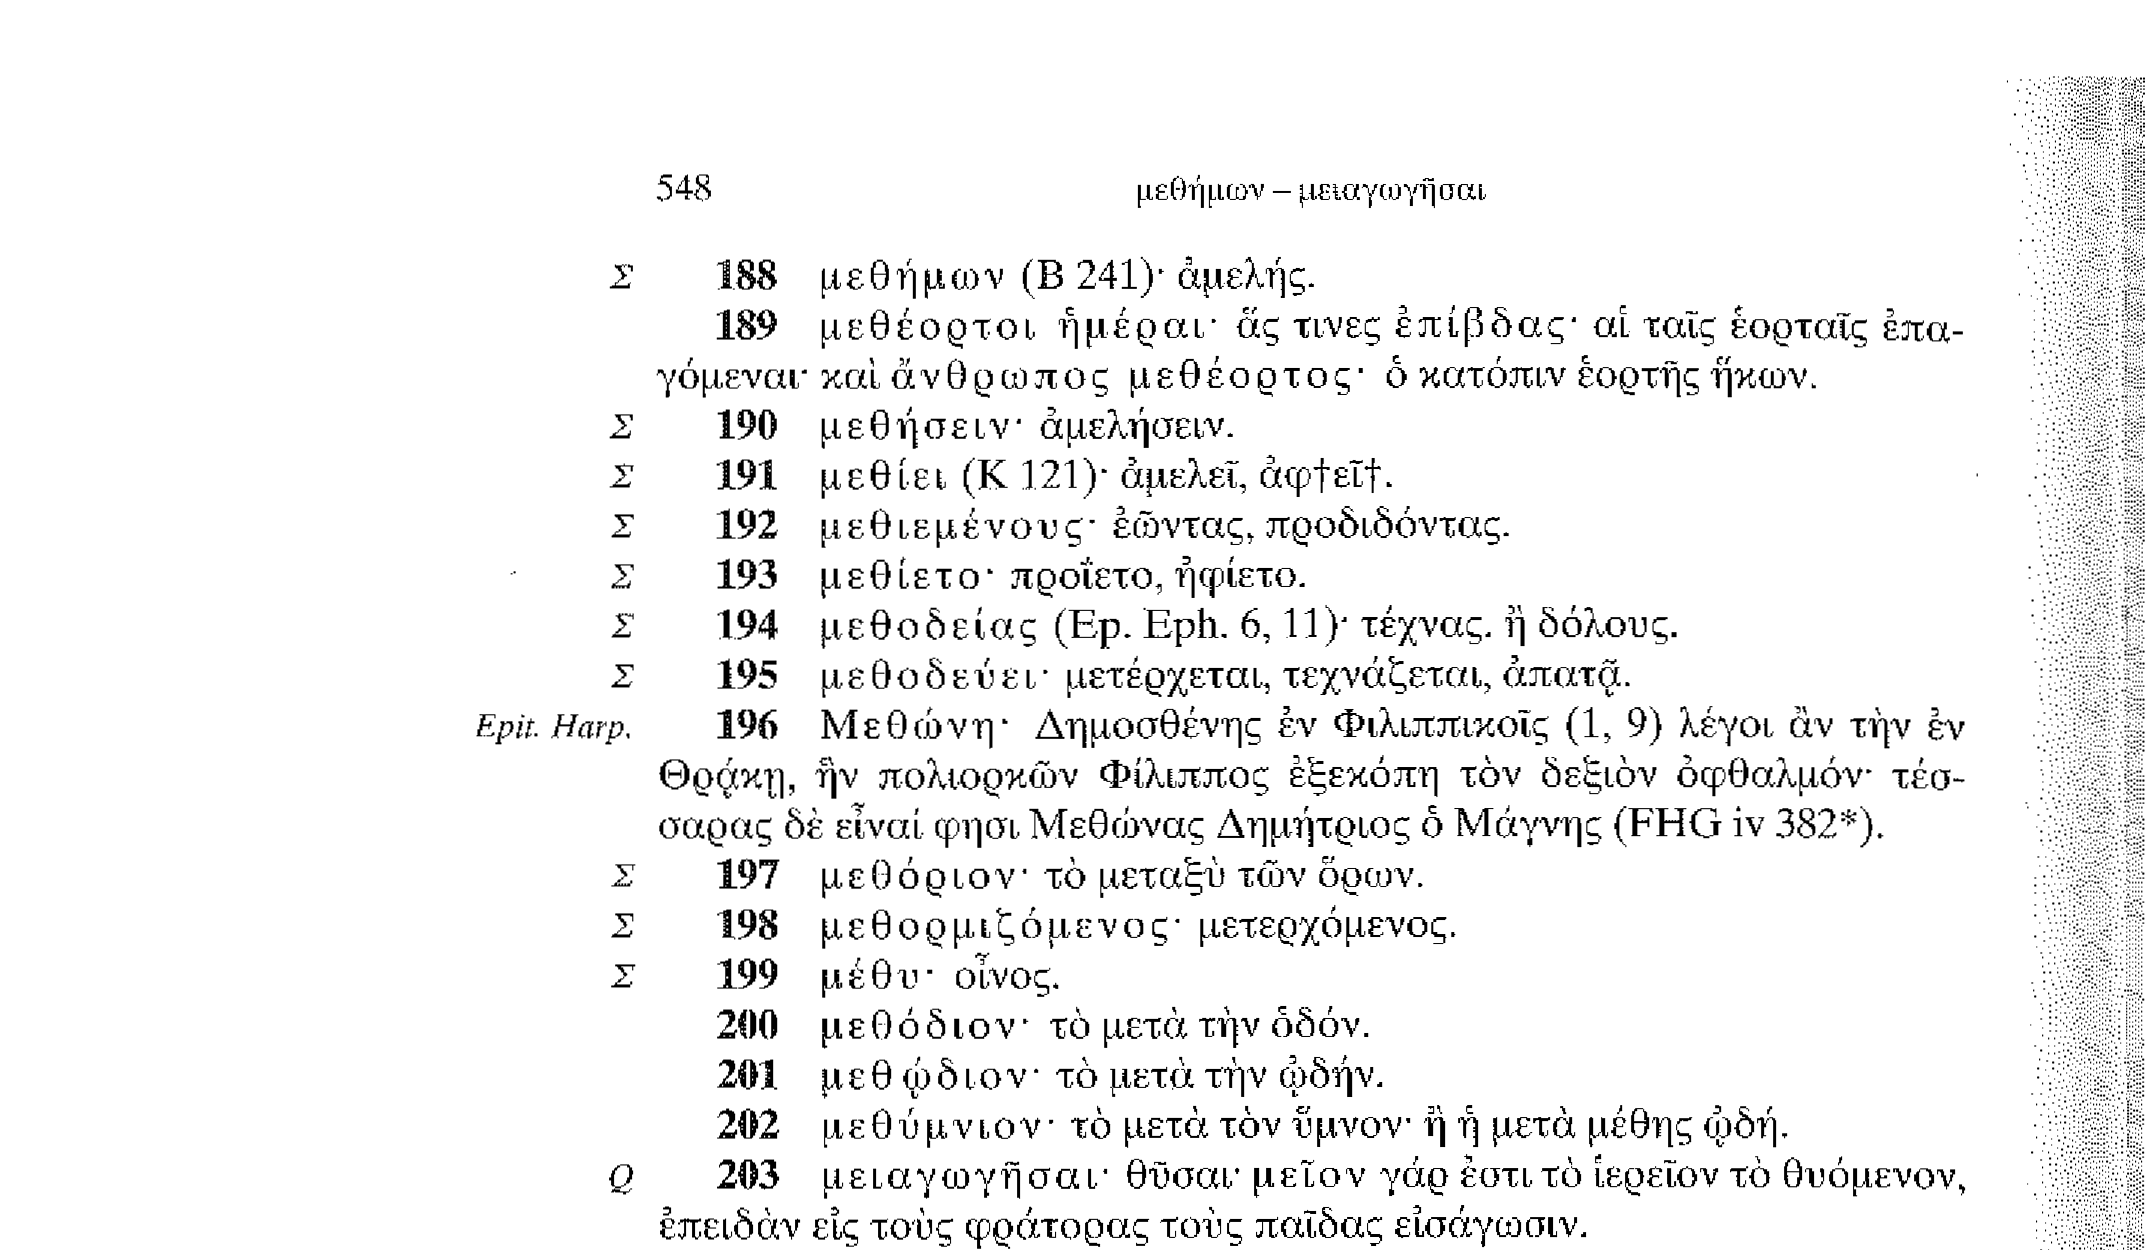 548 μεθήμων – μειαγωγῆσαι
Σ 188 μεθήμων (Β 241)· ἀμελής.
189 μεθέορτοι ἡμέραι· ἅς τινες ἐπίβδας· αἱ ταῖς ἑορταῖς ἐπα-
γόμεναι· καὶ ἄνθρωπος μεθέορτος· ὁ κατόπιν ἑορτῆς ἥκων.
Σ 190 μεθήσειν· ἀμελήσειν.
Σ 191 μεθίει (Κ 121)· ἀμελεῖ, ἀφ†εῖ†.
Σ 192 μεθιεμένους· ἐῶντας, προδιδόντας.
Σ 193 μεθίετο· προΐετο, ἠφίετο.
Σ 194 μεθοδείας (Ep. Eph. 6, 11)· τέχνας. ἢ δόλους.
Σ 195 μεθοδεύει· μετέρχεται, τεχνάζεται, ἀπατᾷ.
Epit. Harp. 196 Μεθώνη· Δημοσθένης ἐν Φιλιππικοῖς (1, 9) λέγοι ἂν τὴν ἐν
Θρᾴκῃ, ἣν πολιορκῶν Φίλιππος ἐξεκόπη τὸν δεξιὸν ὀφθαλμόν· τέσ-
σαρας δὲ εἶναί φησι Μεθώνας Δημήτριος ὁ Μάγνης (FHG iv 382*).
Σ 197 μεθόριον· τὸ μεταξὺ τῶν ὅρων.
Σ 198 μεθορμιζόμενος· μετερχόμενος.
Σ 199 μέθυ· οἶνος.
200 μεθόδιον· τὸ μετὰ τὴν ὁδόν.
201 μεθῴδιον· τὸ μετὰ τὴν ᾠδήν.
202 μεθύμνιον· τὸ μετὰ τὸν ὕμνον· ἢ ἡ μετὰ μέθης ᾠδή.
Q 203 μειαγωγῆσαι· θῦσαι· μεῖον γάρ ἐστι τὸ ἱερεῖον τὸ θυόμενον,
ἐπειδὰν εἰς τοὺς φράτορας τοὺς παῖδας εἰσάγωσιν.